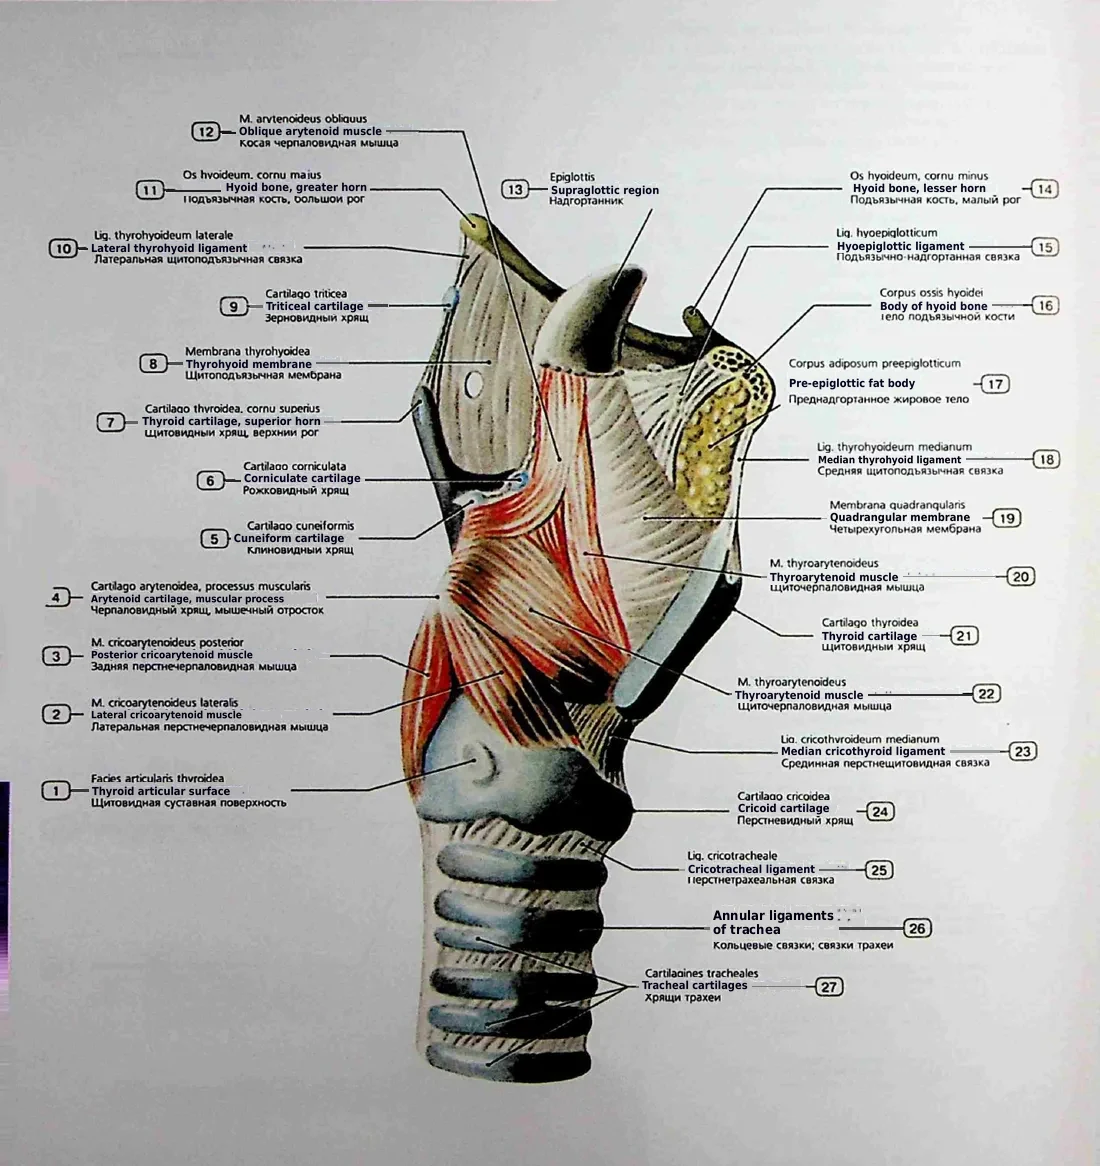 M. arytenoideus obliquus
12
Oblique arytenoid muscle
Косая черпаловидная мышца
Os hyoideum, cornu maius
11
Hyoid bone, greater horn
Подъязычная кость, большой рог
Lig. thyrohyoideum laterale
10
Lateral thyrohyoid ligament
Латеральная щитоподъязычная связка
Cartilago triticea
9
Triticeal cartilage
Зерновидный хрящ
Membrana thyrohyoidea
8
Thyrohyoid membrane
Щитоподъязычная мембрана
Cartilago thyroidea, cornu superius
7
Thyroid cartilage, superior horn
Щитовидный хрящ, верхний рог
Cartilago corniculata
6
Corniculate cartilage
Рожковидный хрящ
Cartilago cuneiformis
5
Cuneiform cartilage
Клиновидный хрящ
Cartilago arytenoidea, processus muscularis
4
Arytenoid cartilage, muscular process
Черпаловидный хрящ, мышечный отросток
M. cricoarytenoideus posterior
3
Posterior cricoarytenoid muscle
Задняя перстнечерпаловидная мышца
M. cricoarytenoideus lateralis
2
Lateral cricoarytenoid muscle
Латеральная перстнечерпаловидная мышца
Facies articularis thyroidea
1
Thyroid articular surface
Щитовидная суставная поверхность
Epiglottis
13
Supraglottic region
Надгортанник
Os hyoideum, cornu minus
Hyoid bone, lesser horn
14
Подъязычная кость, малый рог
Lig. hyoepiglotticum
Hyoepiglottic ligament
15
Подъязычно-надгортанная связка
Corpus ossis hyoidei
Body of hyoid bone
16
Тело подъязычной кости
Corpus adiposum preepiglotticum
Pre-epiglottic fat body
17
Преднадгортанное жировое тело
Lig. thyrohyoideum medianum
Median thyrohyoid ligament
18
Средняя щитоподъязычная связка
Membrana quadrangularis
Quadrangular membrane
19
Четырехугольная мембрана
M. thyroarytenoideus
Thyroarytenoid muscle
20
Щиточерпаловидная мышца
Cartilago thyroidea
Thyroid cartilage
21
Щитовидный хрящ
M. thyroarytenoideus
Thyroarytenoid muscle
22
Щиточерпаловидная мышца
Lig. cricothyroideum medianum
Median cricothyroid ligament
23
Срединная перстнещитовидная связка
Cartilago cricoidea
Cricoid cartilage
24
Перстневидный хрящ
Lig. cricotracheale
Cricotracheal ligament
25
Перстнетрахеальная связка
Annular ligaments
of trachea
26
Кольцевые связки; связки трахеи
Cartilagines tracheales
Tracheal cartilages
27
Хрящи трахеи